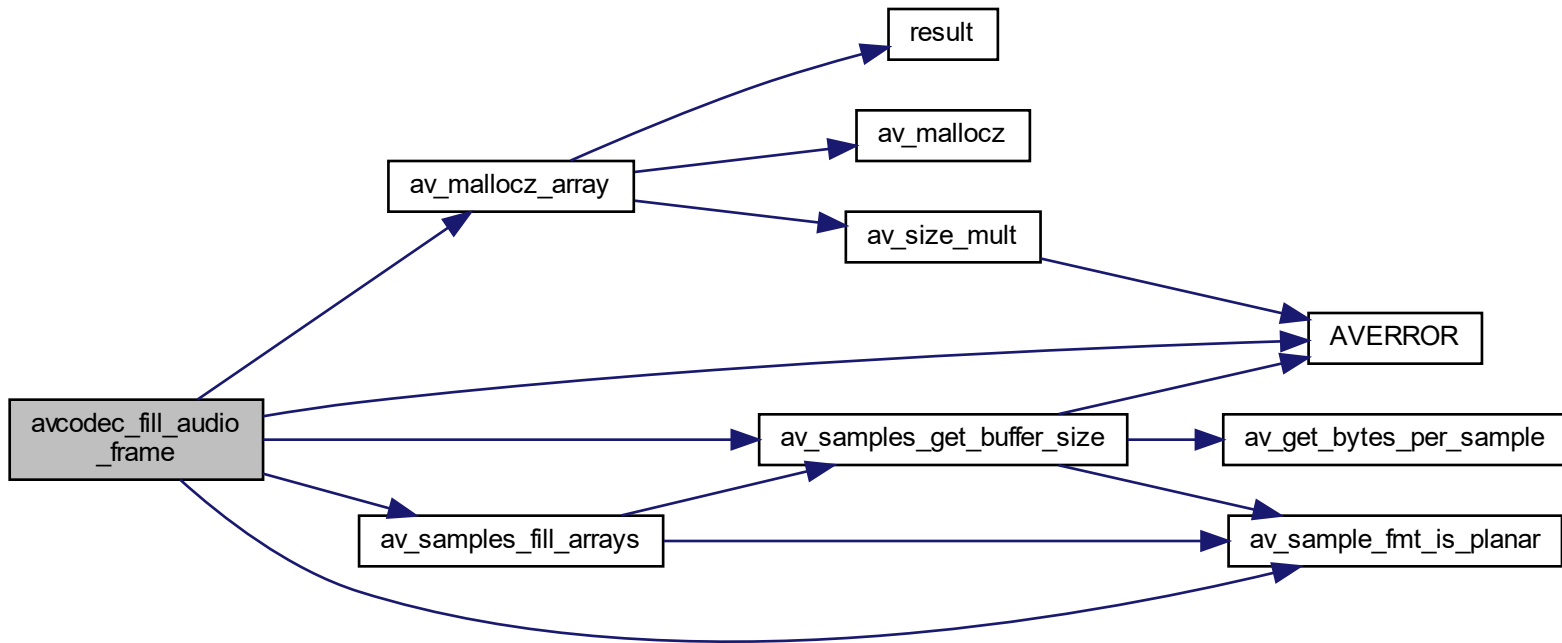 result
av_mallocz
av_mallocz_array
av_size_mult
AVERROR
avcodec_fill_audio
_frame
av_samples_get_buffer_size
av_get_bytes_per_sample
av_samples_fill_arrays
av_sample_fmt_is_planar